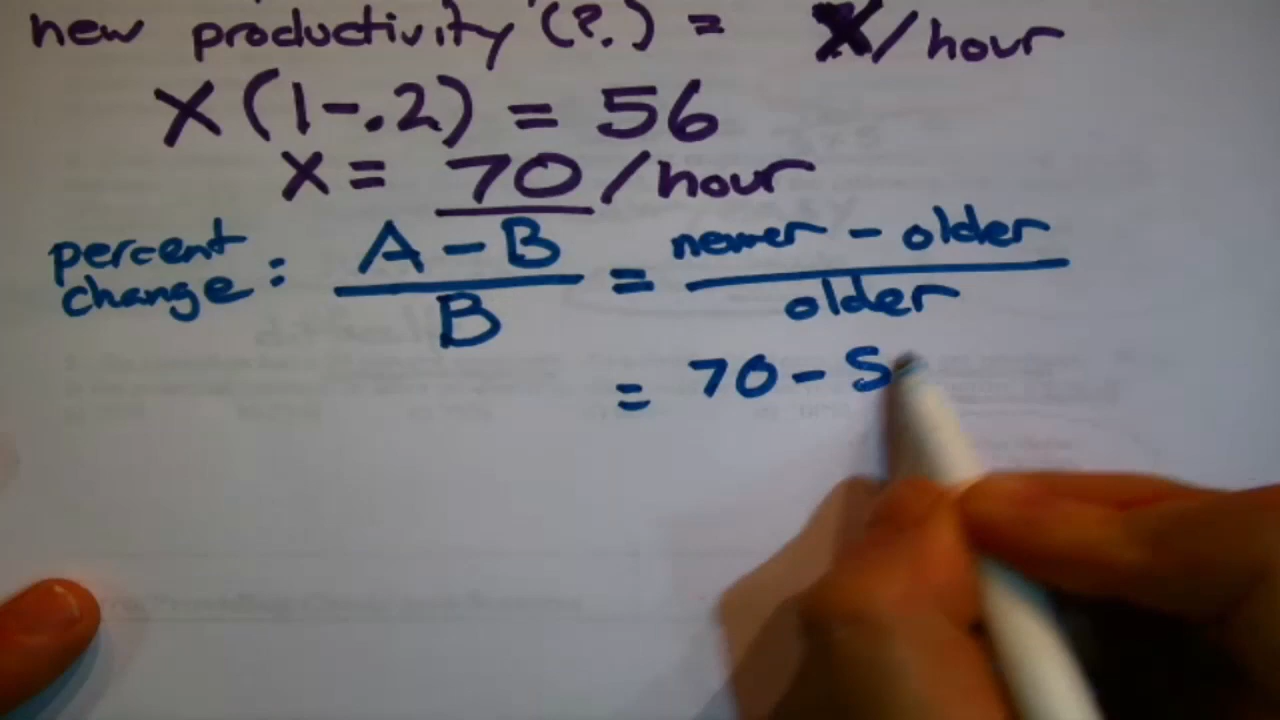 new productivity (?.) = X/hour
X(1-.2) = 56
X = 70/hour
percent change: A - B / B = newer - older / older
= 70 - 5